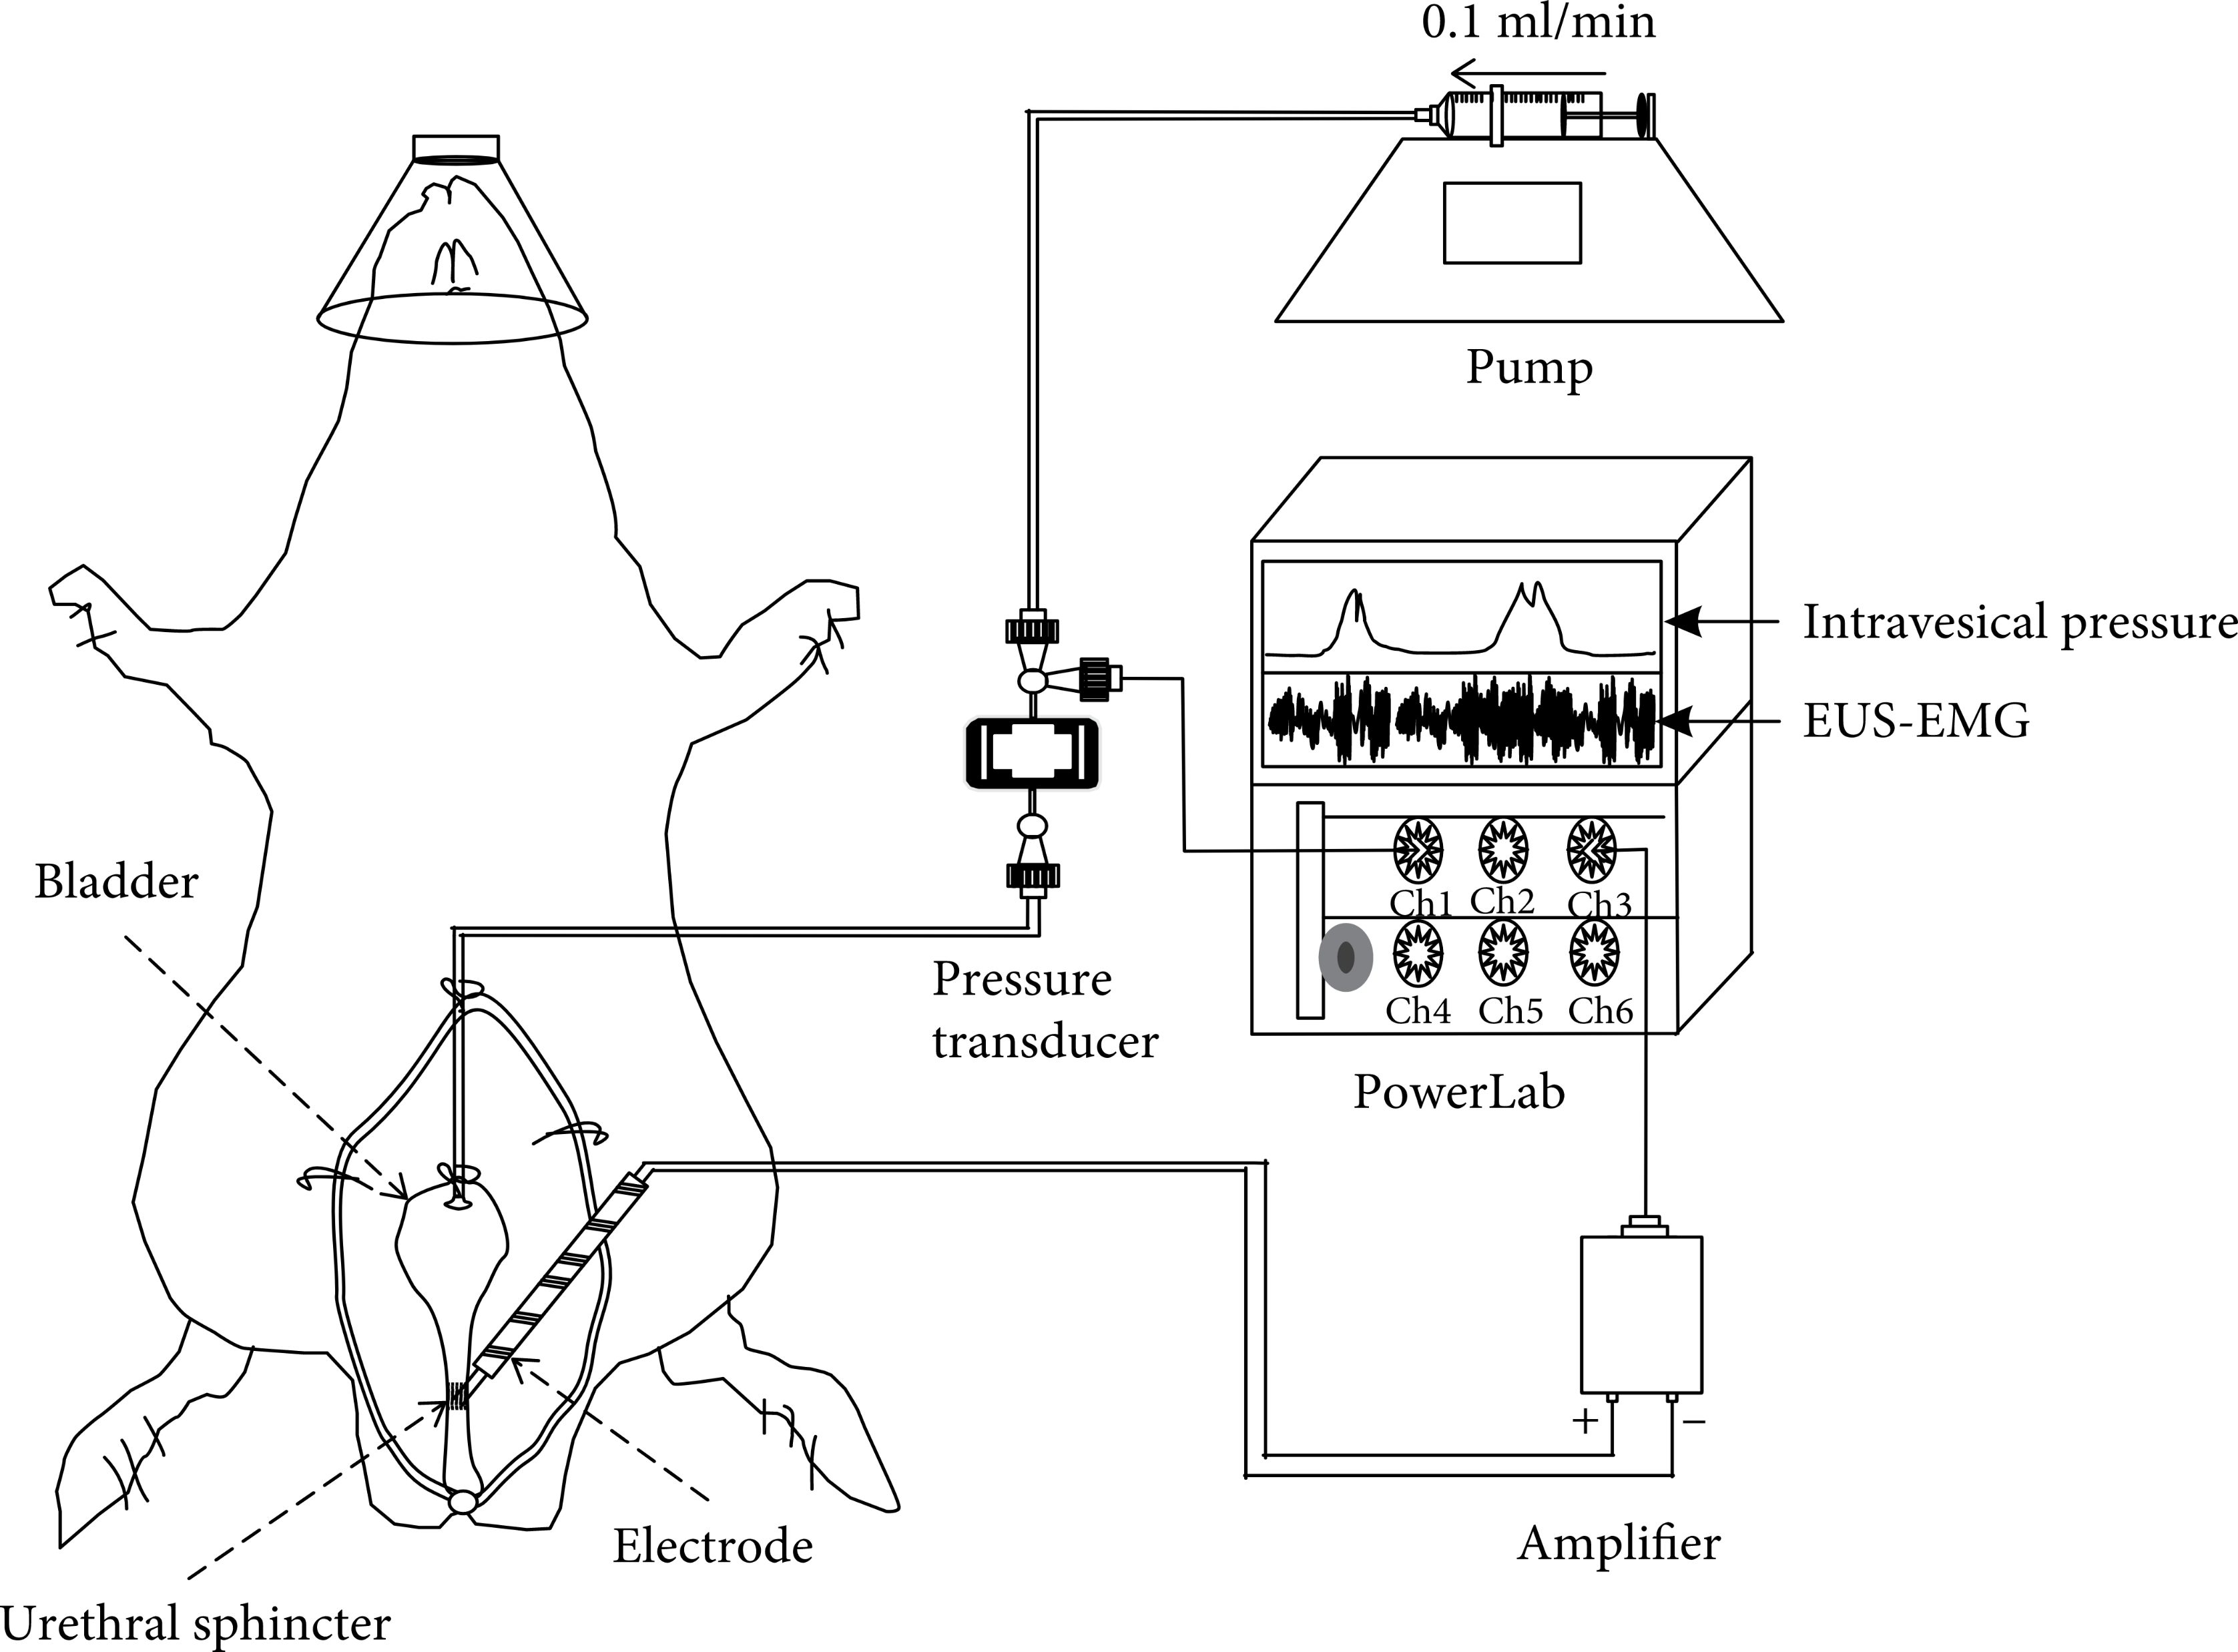 0.1 ml/min
Pump
Intravesical pressure
EUS-EMG
Bladder
Ch1 Ch2 Ch3
Pressure
transducer
Ch4 Ch5 Ch6
PowerLab
+ −
Electrode
Amplifier
Urethral sphincter